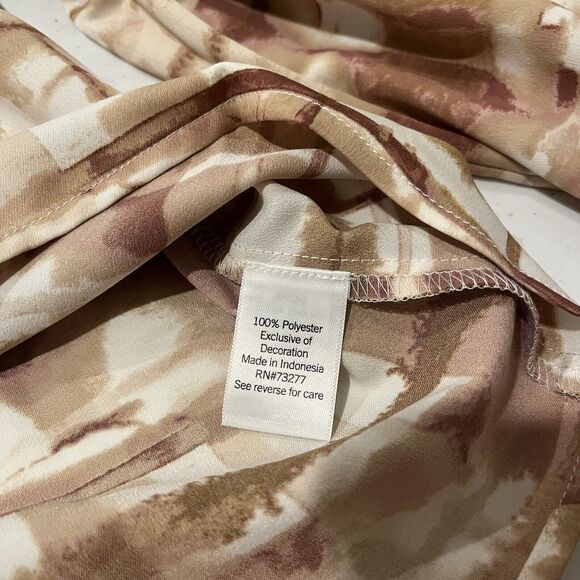 100% Polyester
Exclusive of
Decoration
Made in Indonesia
RN#73277
See reverse for care